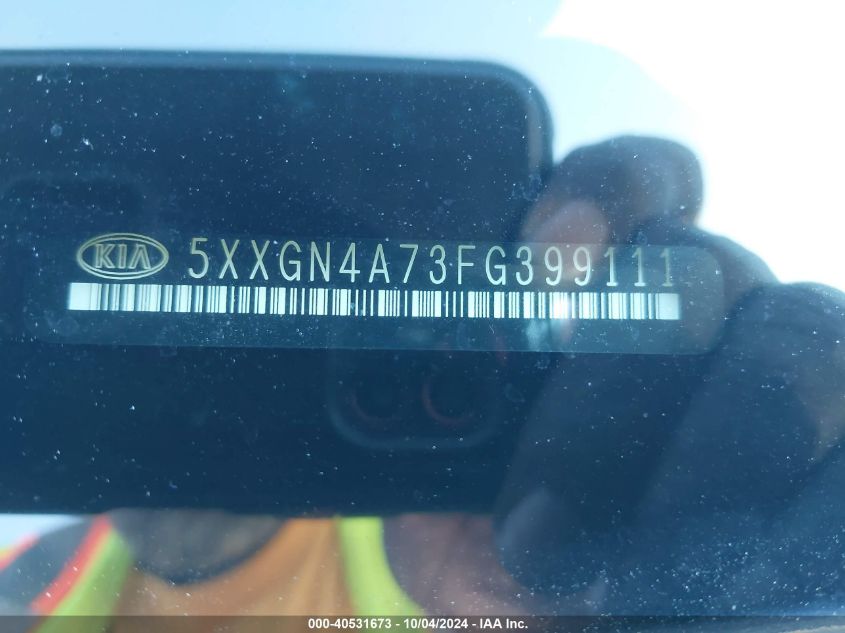 KIA 5XXGN4A73FG399111
000-40531673 - 10/04/2024 - IAA Inc.